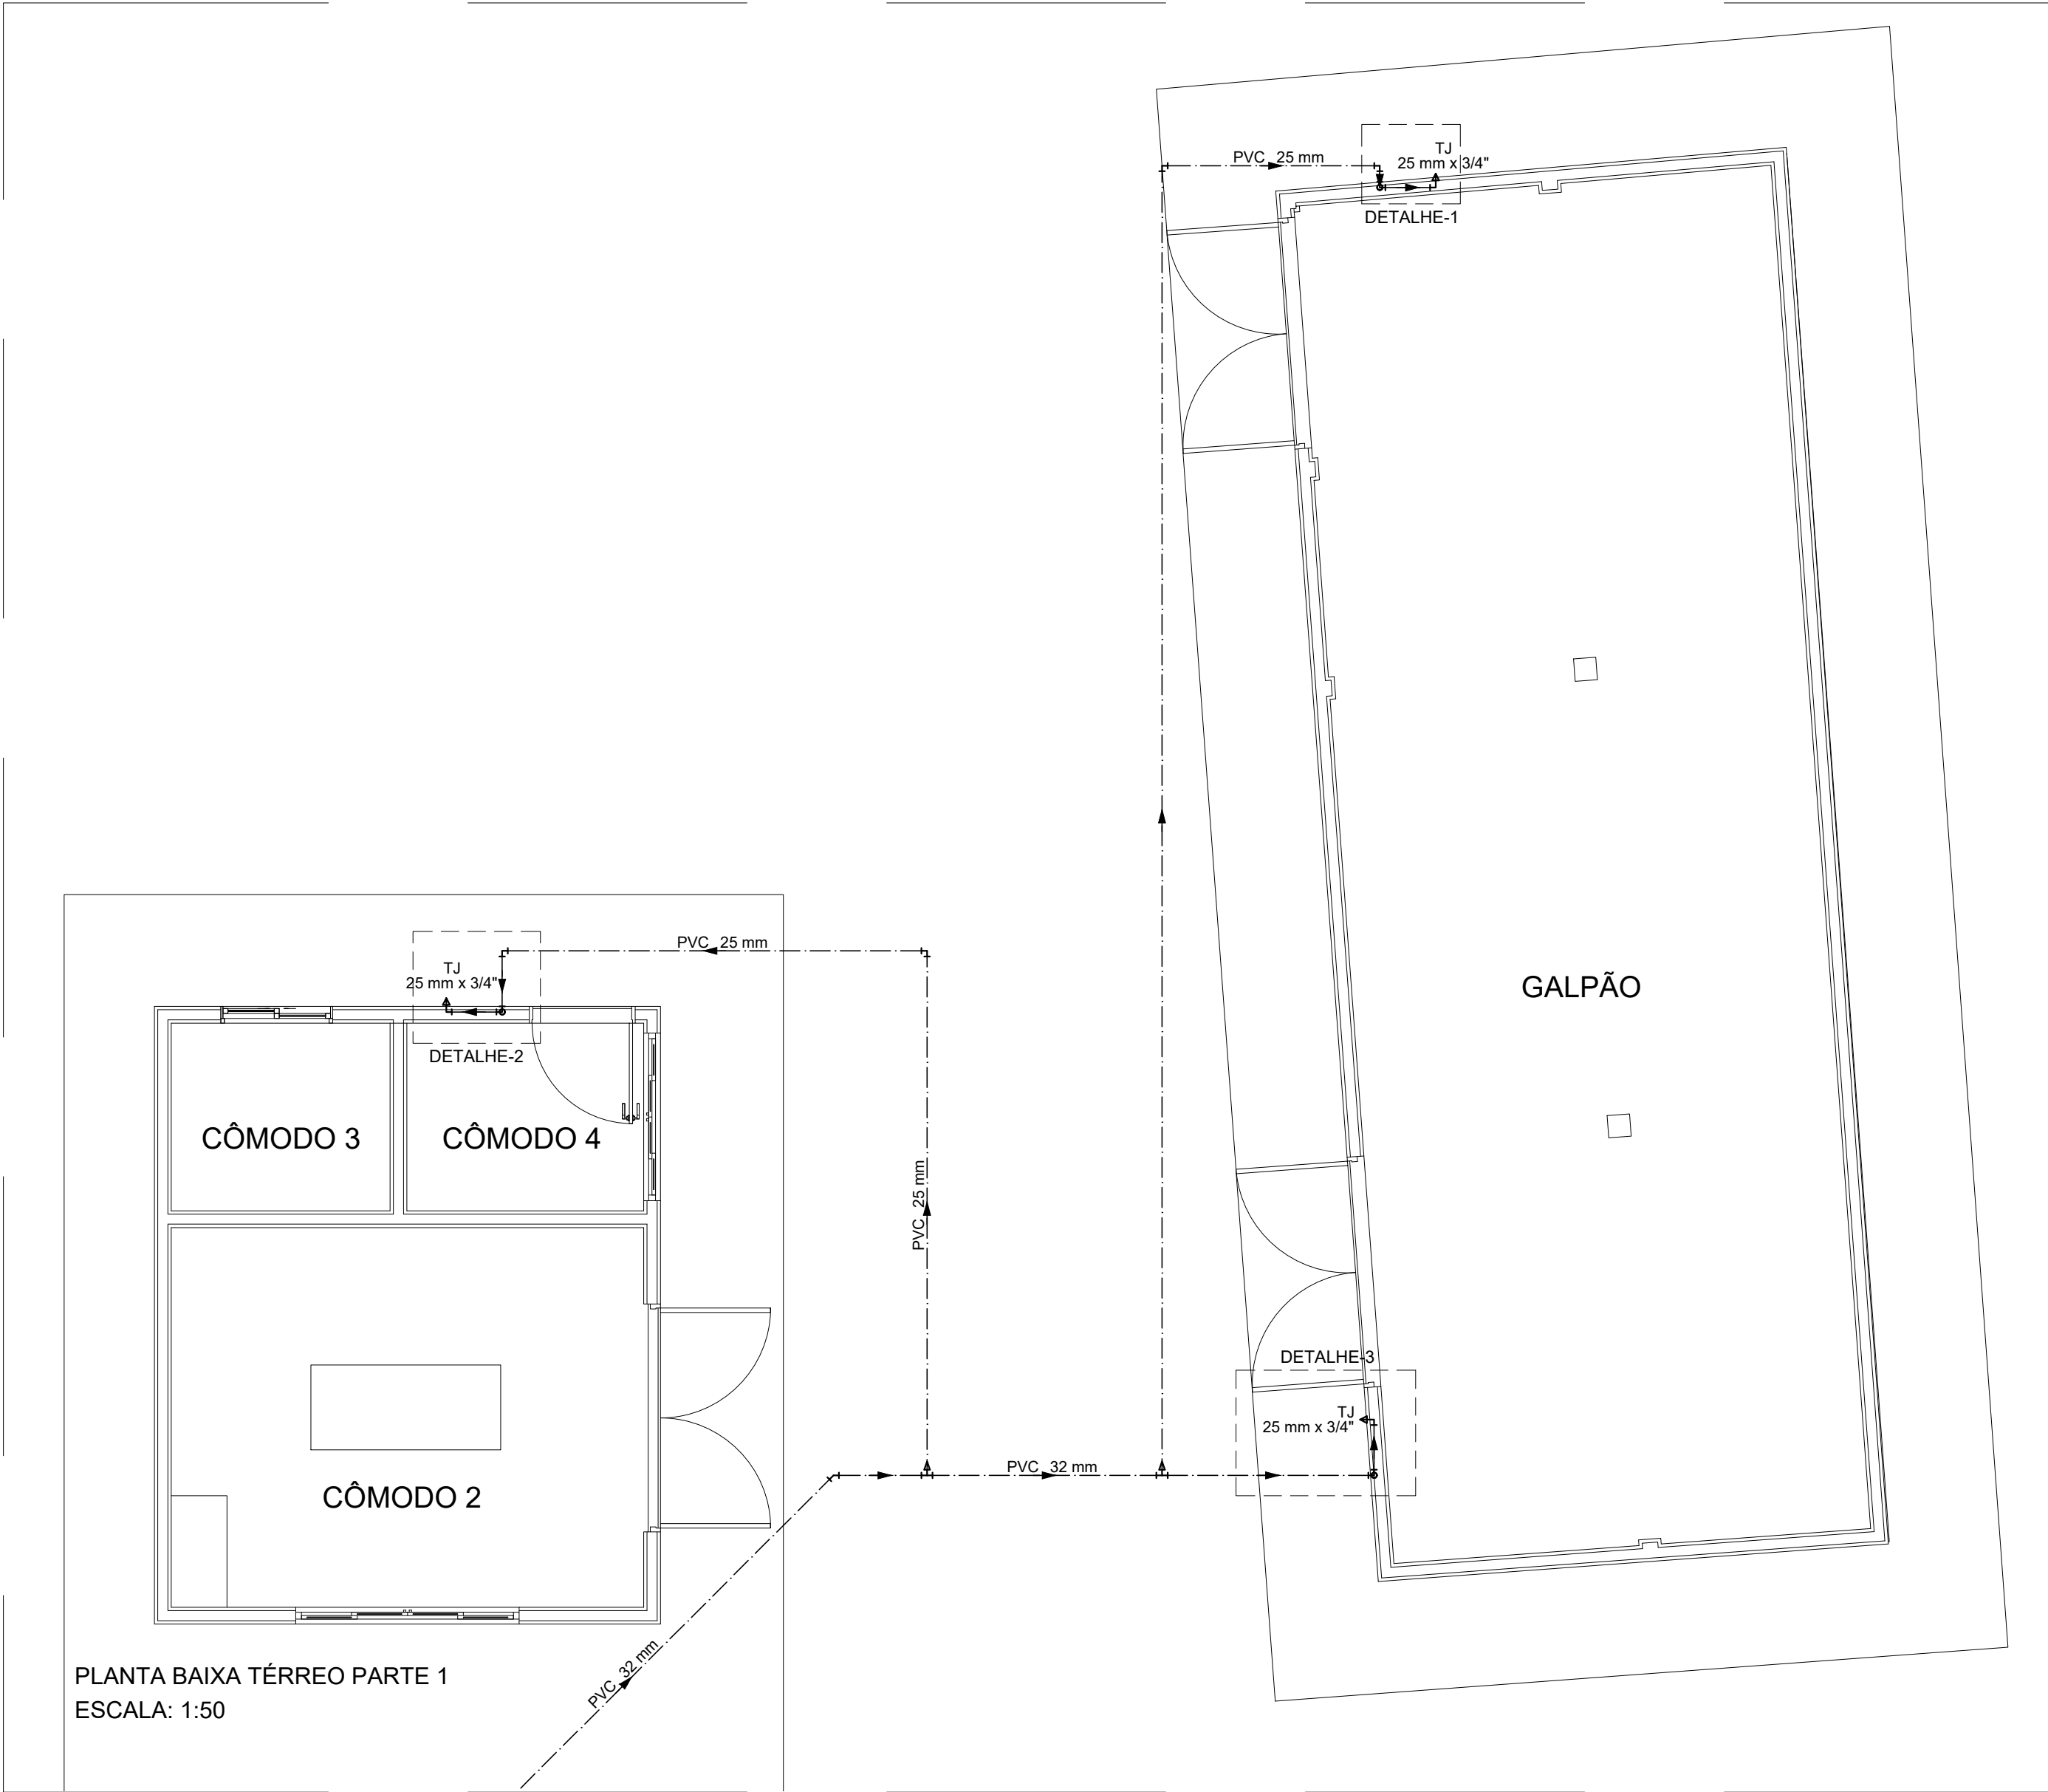 PVC 25 mm
TJ
25 mm x 3/4"
DETALHE-1
PVC 25 mm
TJ
25 mm x 3/4"
DETALHE-2
GALPÃO
CÔMODO 3
CÔMODO 4
PVC 25 mm
DETALHE-3
TJ
25 mm x 3/4"
PVC 32 mm
CÔMODO 2
PVC 32 mm
PLANTA BAIXA TÉRREO PARTE 1
ESCALA: 1:50